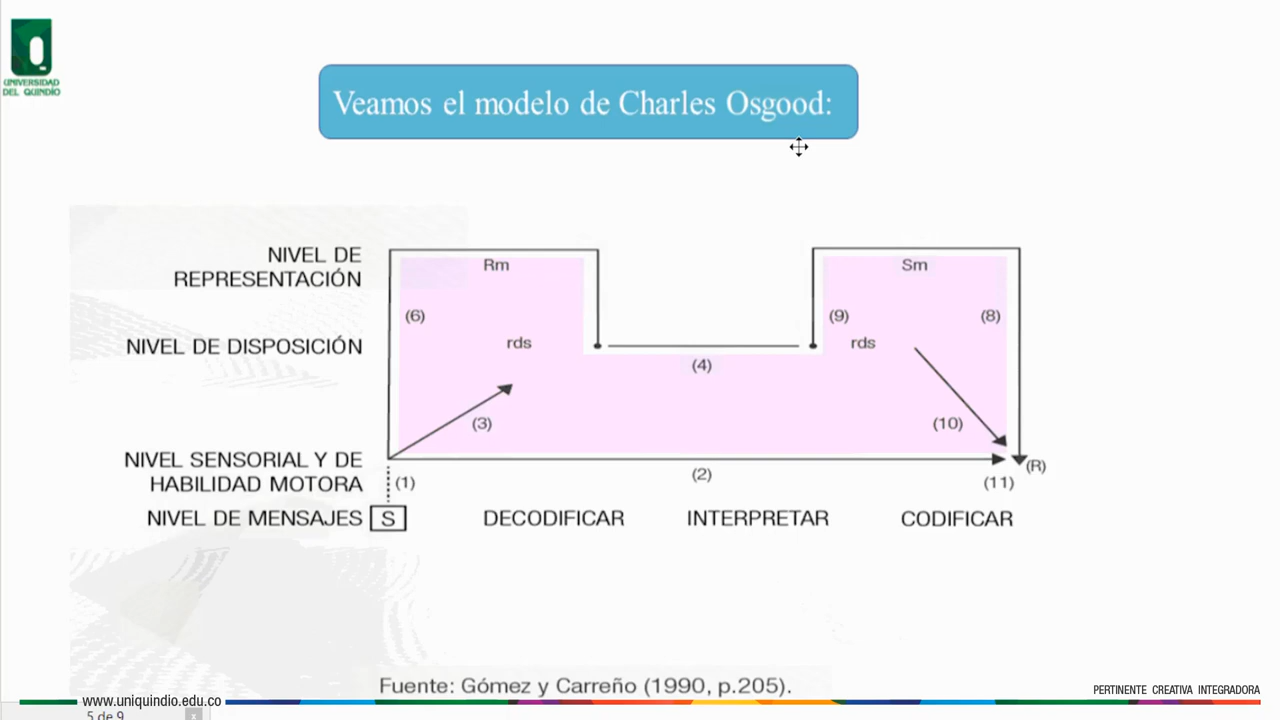 UNIVERSIDAD
DEL QUINDÍO
Veamos el modelo de Charles Osgood:
NIVEL DE
REPRESENTACIÓN
Rm
Sm
(6)
(9)
(8)
NIVEL DE DISPOSICIÓN
rds
rds
(4)
(3)
(10)
NIVEL SENSORIAL Y DE
HABILIDAD MOTORA
(1)
(2)
(11)
(R)
NIVEL DE MENSAJES S DECODIFICAR INTERPRETAR CODIFICAR
Fuente: Gómez y Carreño (1990, p.205).
PERTINENTE CREATIVA INTEGRADORA
www.uniquindio.edu.co
5 de 9
x